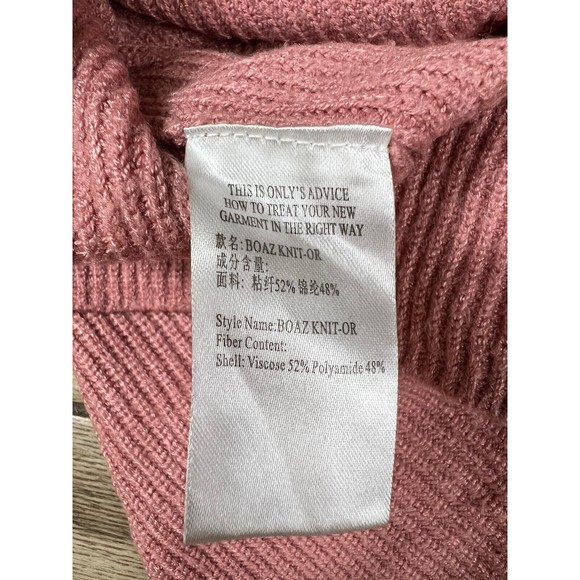 THIS IS ONLY'S ADVICE
HOW TO TREAT YOUR NEW
GARMENT IN THE RIGHT WAY
款名:BOAZ KNIT-OR
成分含量:
面料: 粘纤52% 锦纶48%
Style Name:BOAZ KNIT-OR
Fiber Content:
Shell: Viscose 52% Polyamide 48%